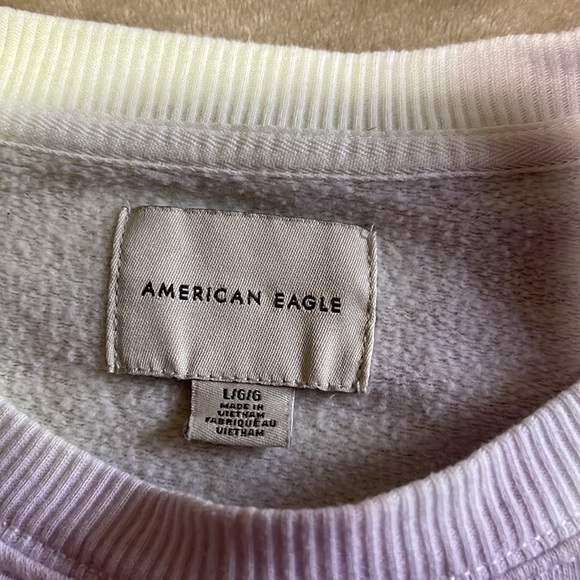 AMERICAN EAGLE
L/G/G
MADE IN
VIETNAM
FABRIQUÉ AU
VIETNAM